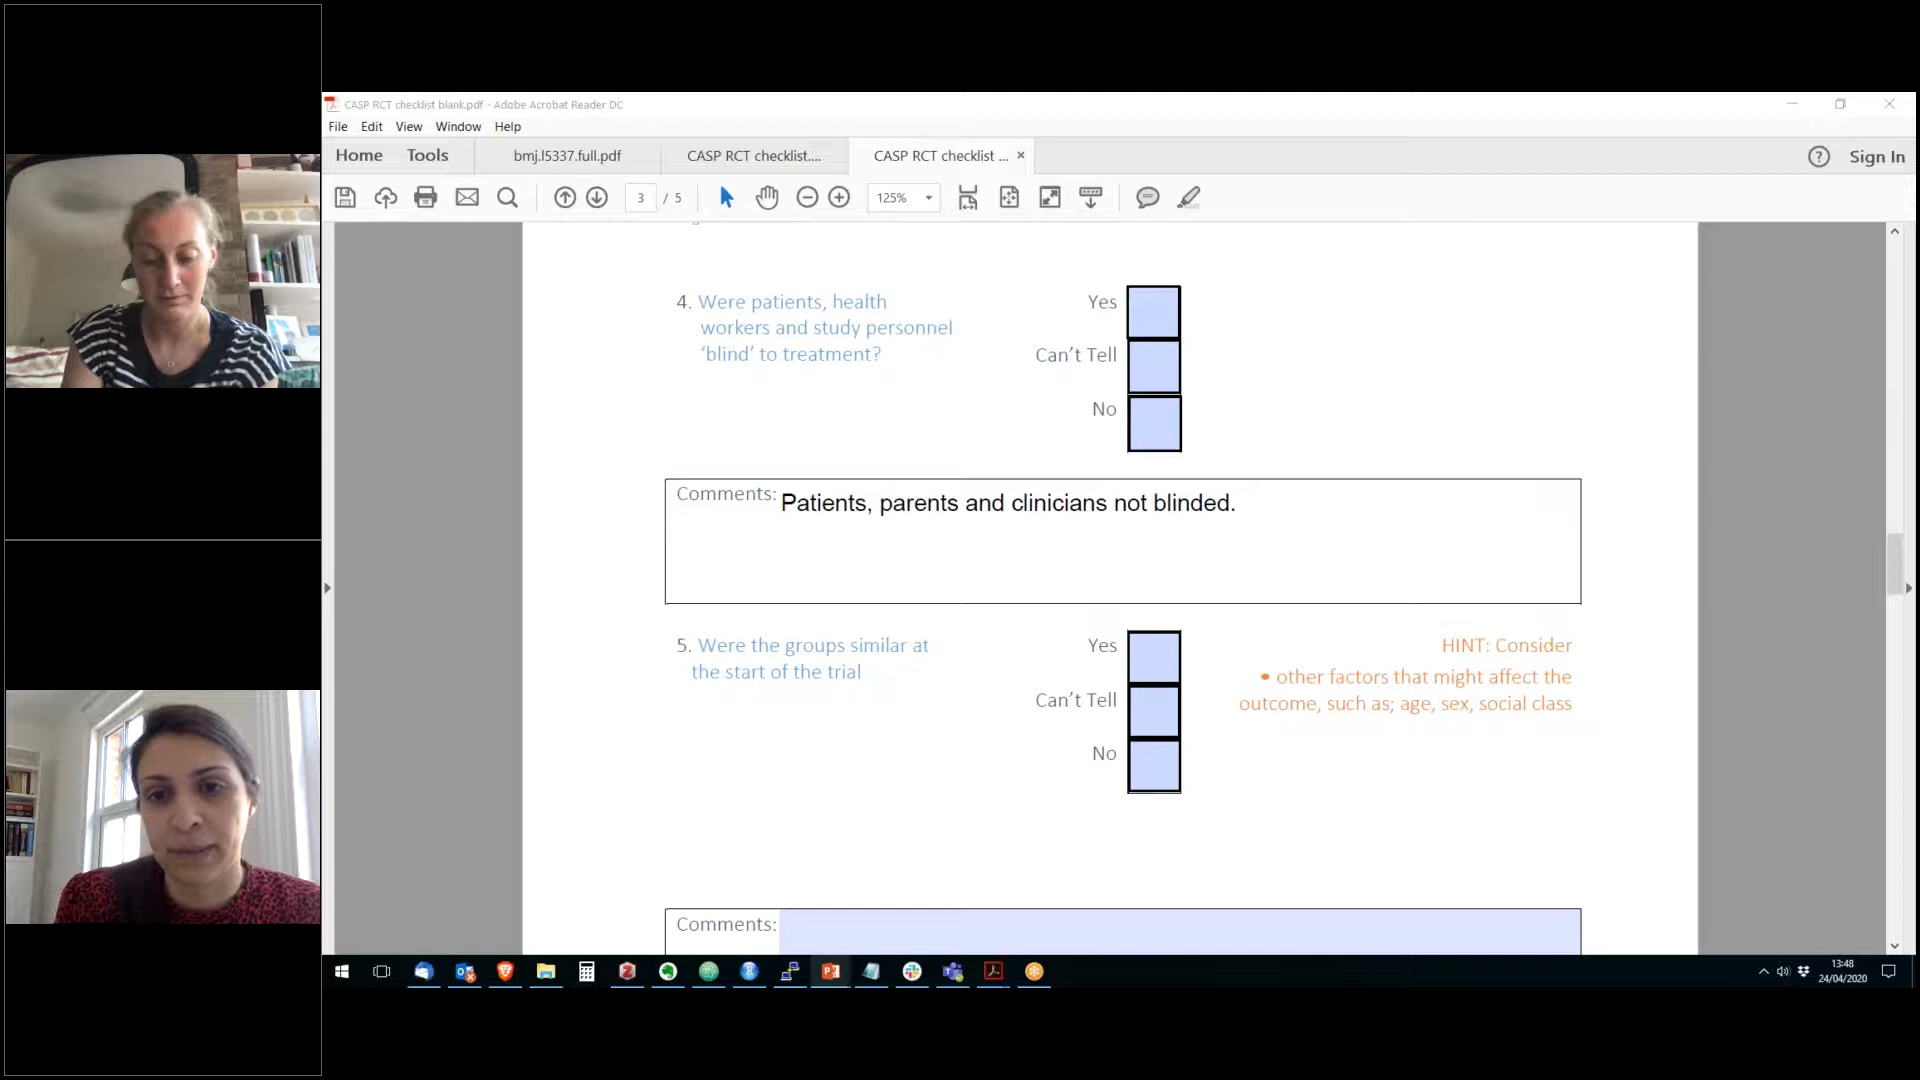 CASP RCT checklist blank.pdf - Adobe Acrobat Reader DC
File Edit View Window Help
Home Tools bmj.l5337.full.pdf CASP RCT checklist.... CASP RCT checklist ... × ? Sign In
3 / 5 125%
4. Were patients, health
workers and study personnel
‘blind’ to treatment?
Yes
Can’t Tell
No
Comments: Patients, parents and clinicians not blinded.
5. Were the groups similar at
the start of the trial
Yes
Can’t Tell
No
HINT: Consider
• other factors that might affect the
outcome, such as; age, sex, social class
Comments:
13:48
24/04/2020